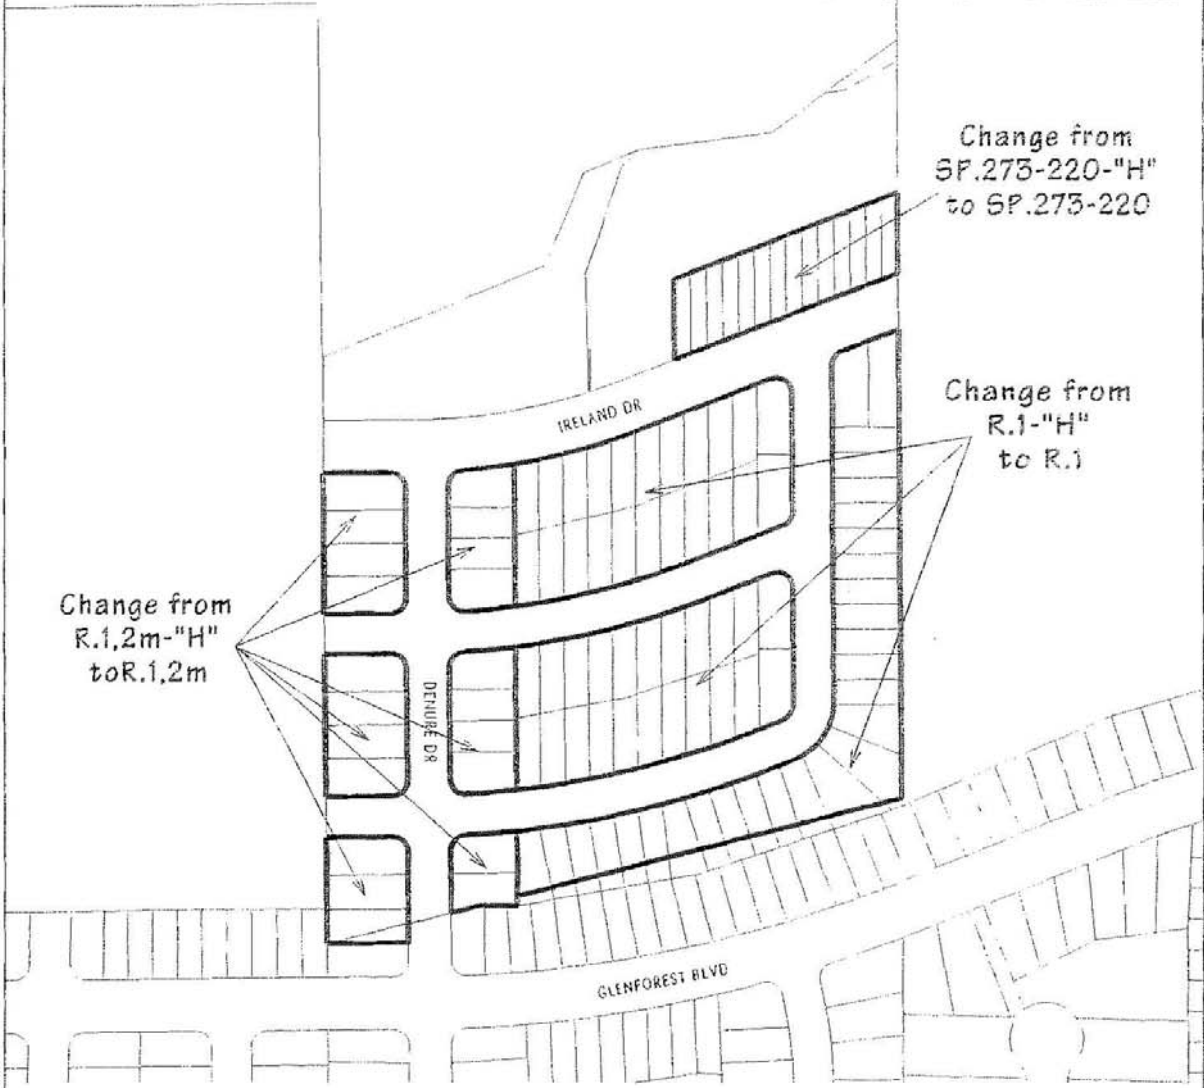 Change from
SP.273-220-"H"
to SP.273-220
IRELAND DR
Change from
R.1-"H"
to R.1
Change from
R.1,2m-"H"
toR.1,2m
DENURE DR
GLENFOREST BLVD